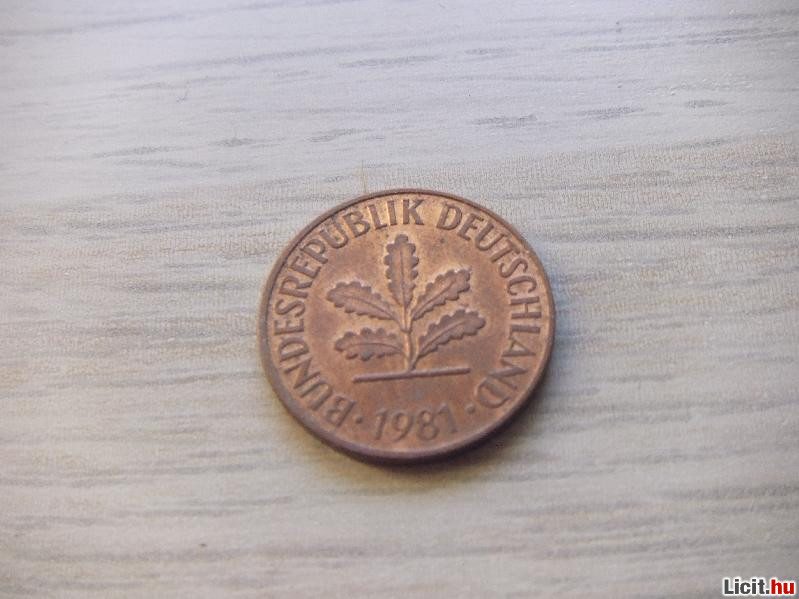 BUNDESREPUBLIK DEUTSCHLAND
· 1981 ·
Licit.hu